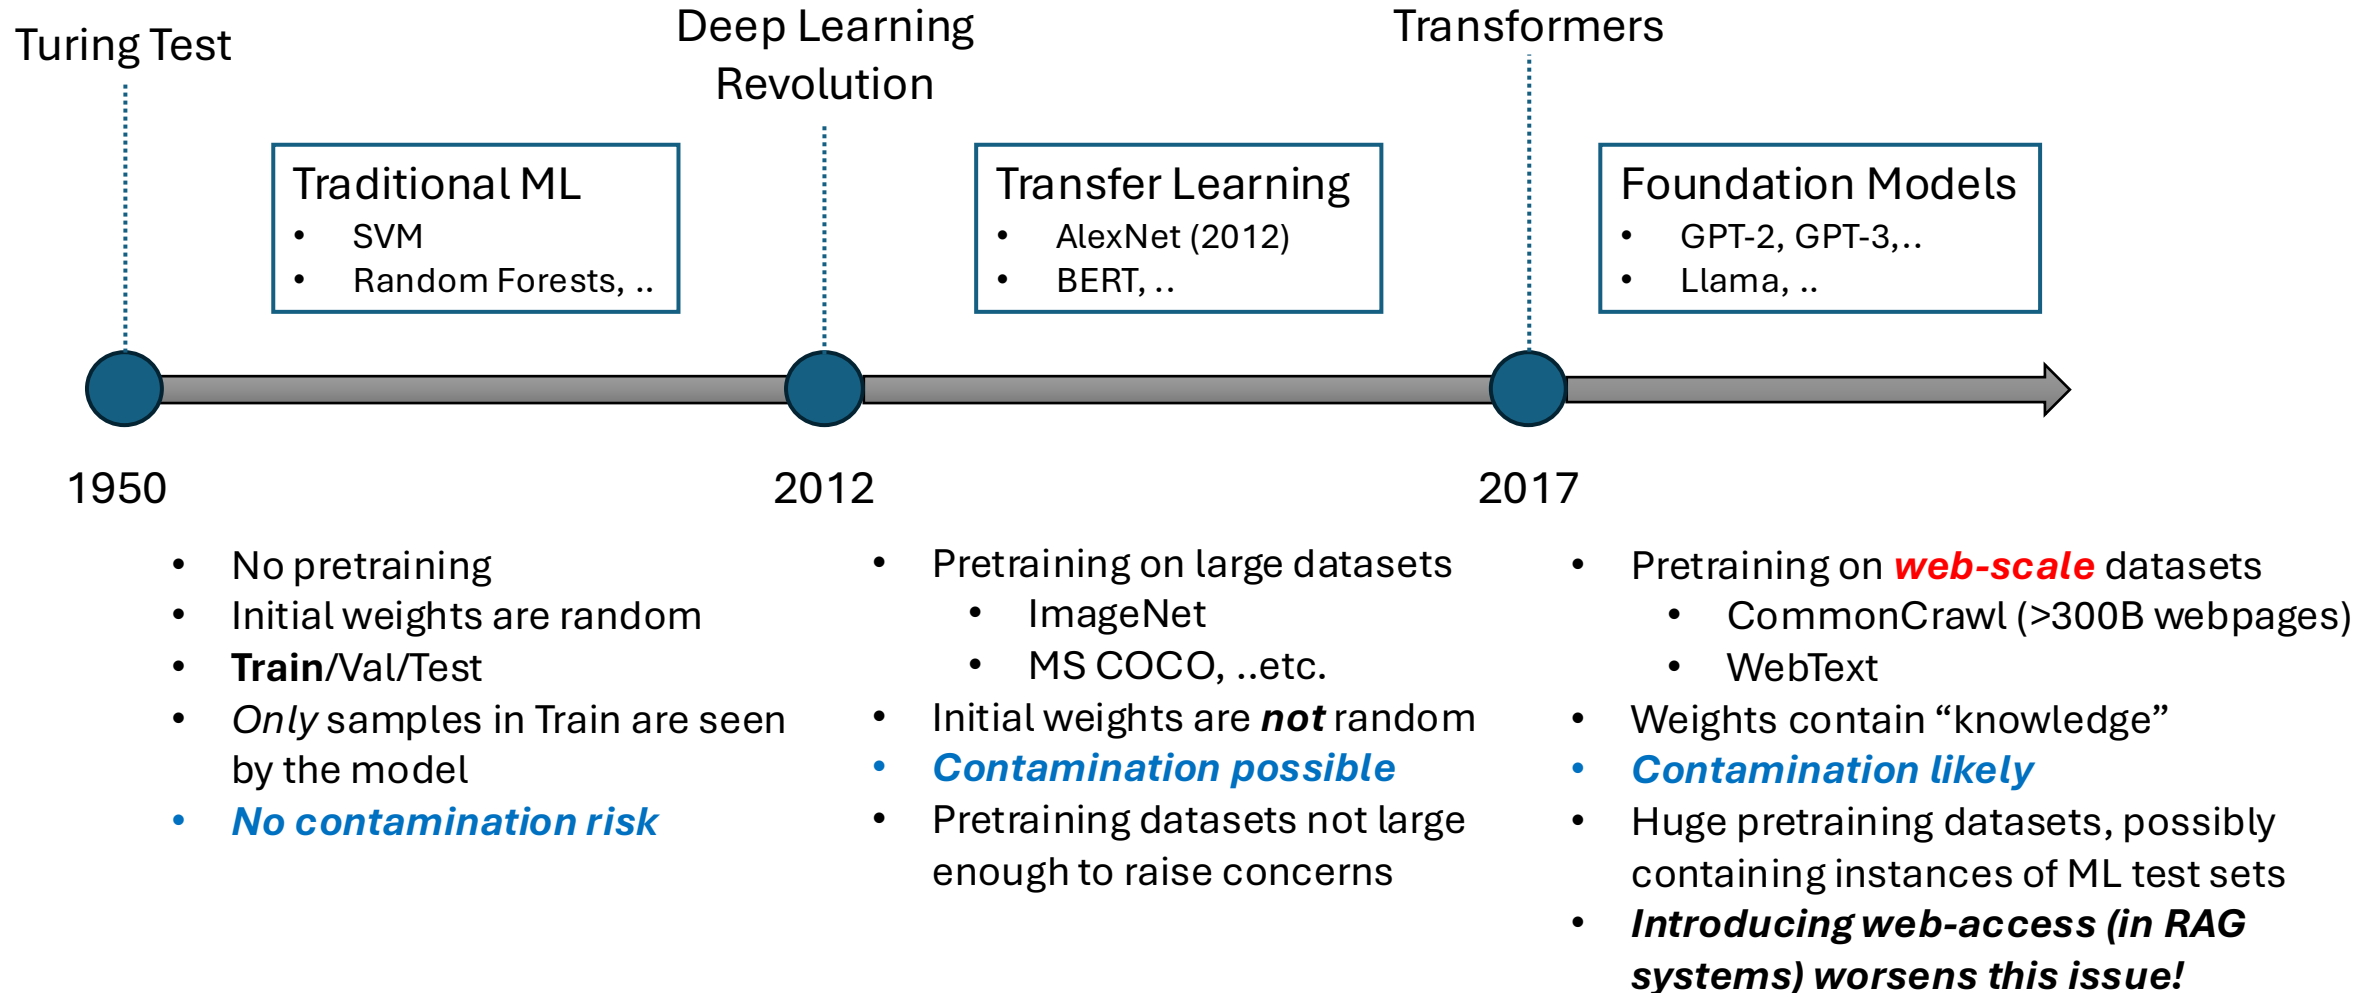 Turing Test
Deep Learning
Revolution
Transformers
Traditional ML
• SVM
• Random Forests, ..
Transfer Learning
• AlexNet (2012)
• BERT, ..
Foundation Models
• GPT-2, GPT-3,..
• Llama, ..
1950
2012
2017
• No pretraining
• Initial weights are random
• Train/Val/Test
• Only samples in Train are seen
by the model
• No contamination risk
• Pretraining on large datasets
• ImageNet
• MS COCO, ..etc.
• Initial weights are not random
• Contamination possible
• Pretraining datasets not large
enough to raise concerns
• Pretraining on web-scale datasets
• CommonCrawl (>300B webpages)
• WebText
• Weights contain “knowledge”
• Contamination likely
• Huge pretraining datasets, possibly
containing instances of ML test sets
• Introducing web-access (in RAG
systems) worsens this issue!